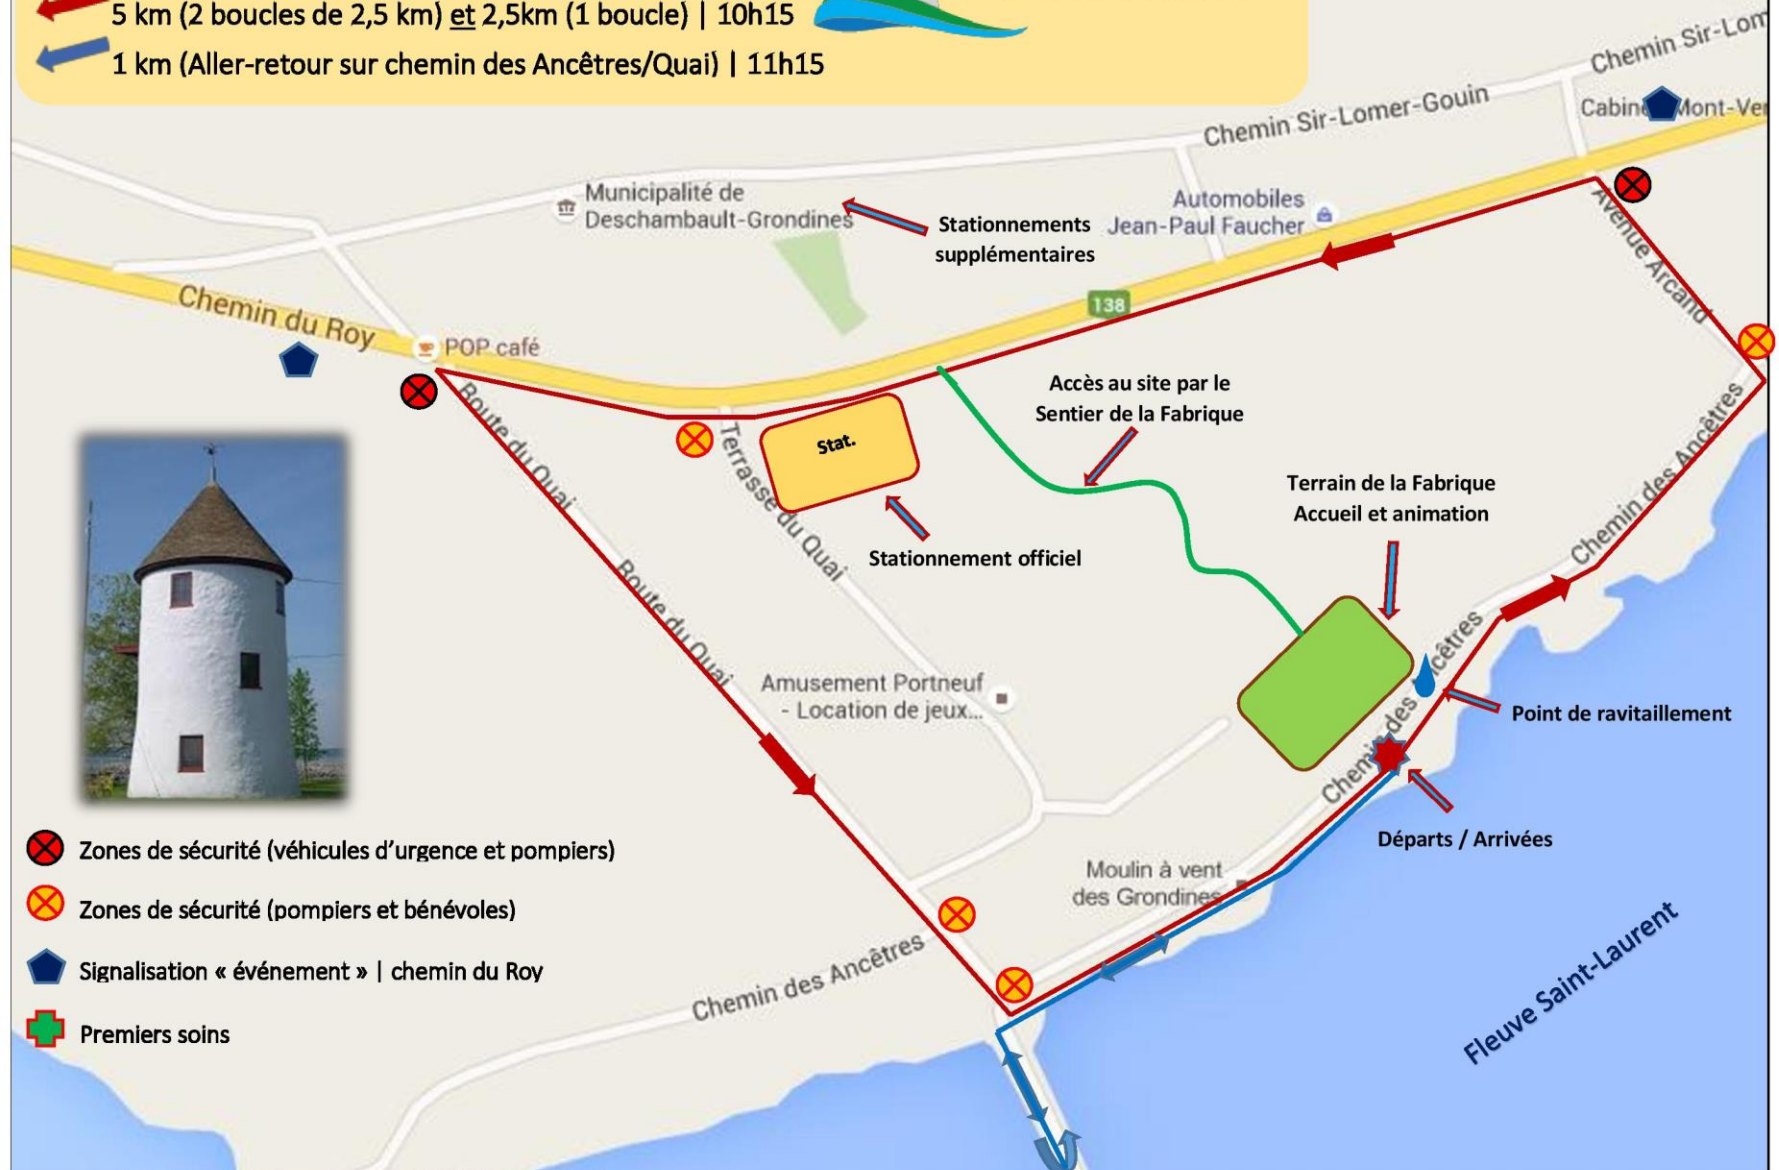 5 km (2 boucles de 2,5 km) et 2,5km (1 boucle) | 10h15
1 km (Aller-retour sur chemin des Ancêtres/Quai) | 11h15
Chemin
Chemin Sir-Lomer-Gouin
Municipalité de
Deschambault-Grondines
Stationnements
supplémentaires
Automobiles
Jean-Paul Faucher
Avenue Arcand
138
Chemin du Roy
POP café
Route du Quai
Terrasse du Quai
Stat.
Stationnement officiel
Accès au site par le
Sentier de la Fabrique
Terrain de la Fabrique
Accueil et animation
Chemin des Ancêtres
Route du Quai
Amusement Portneuf
- Location de jeux...
Chemin des Ancêtres
Point de ravitaillement
Départs / Arrivées
Moulin à vent
des Grondines
Chemin des Ancêtres
Fleuve Saint-Laurent
Zones de sécurité (véhicules d'urgence et pompiers)
Zones de sécurité (pompiers et bénévoles)
Signalisation « événement » | chemin du Roy
Premiers soins